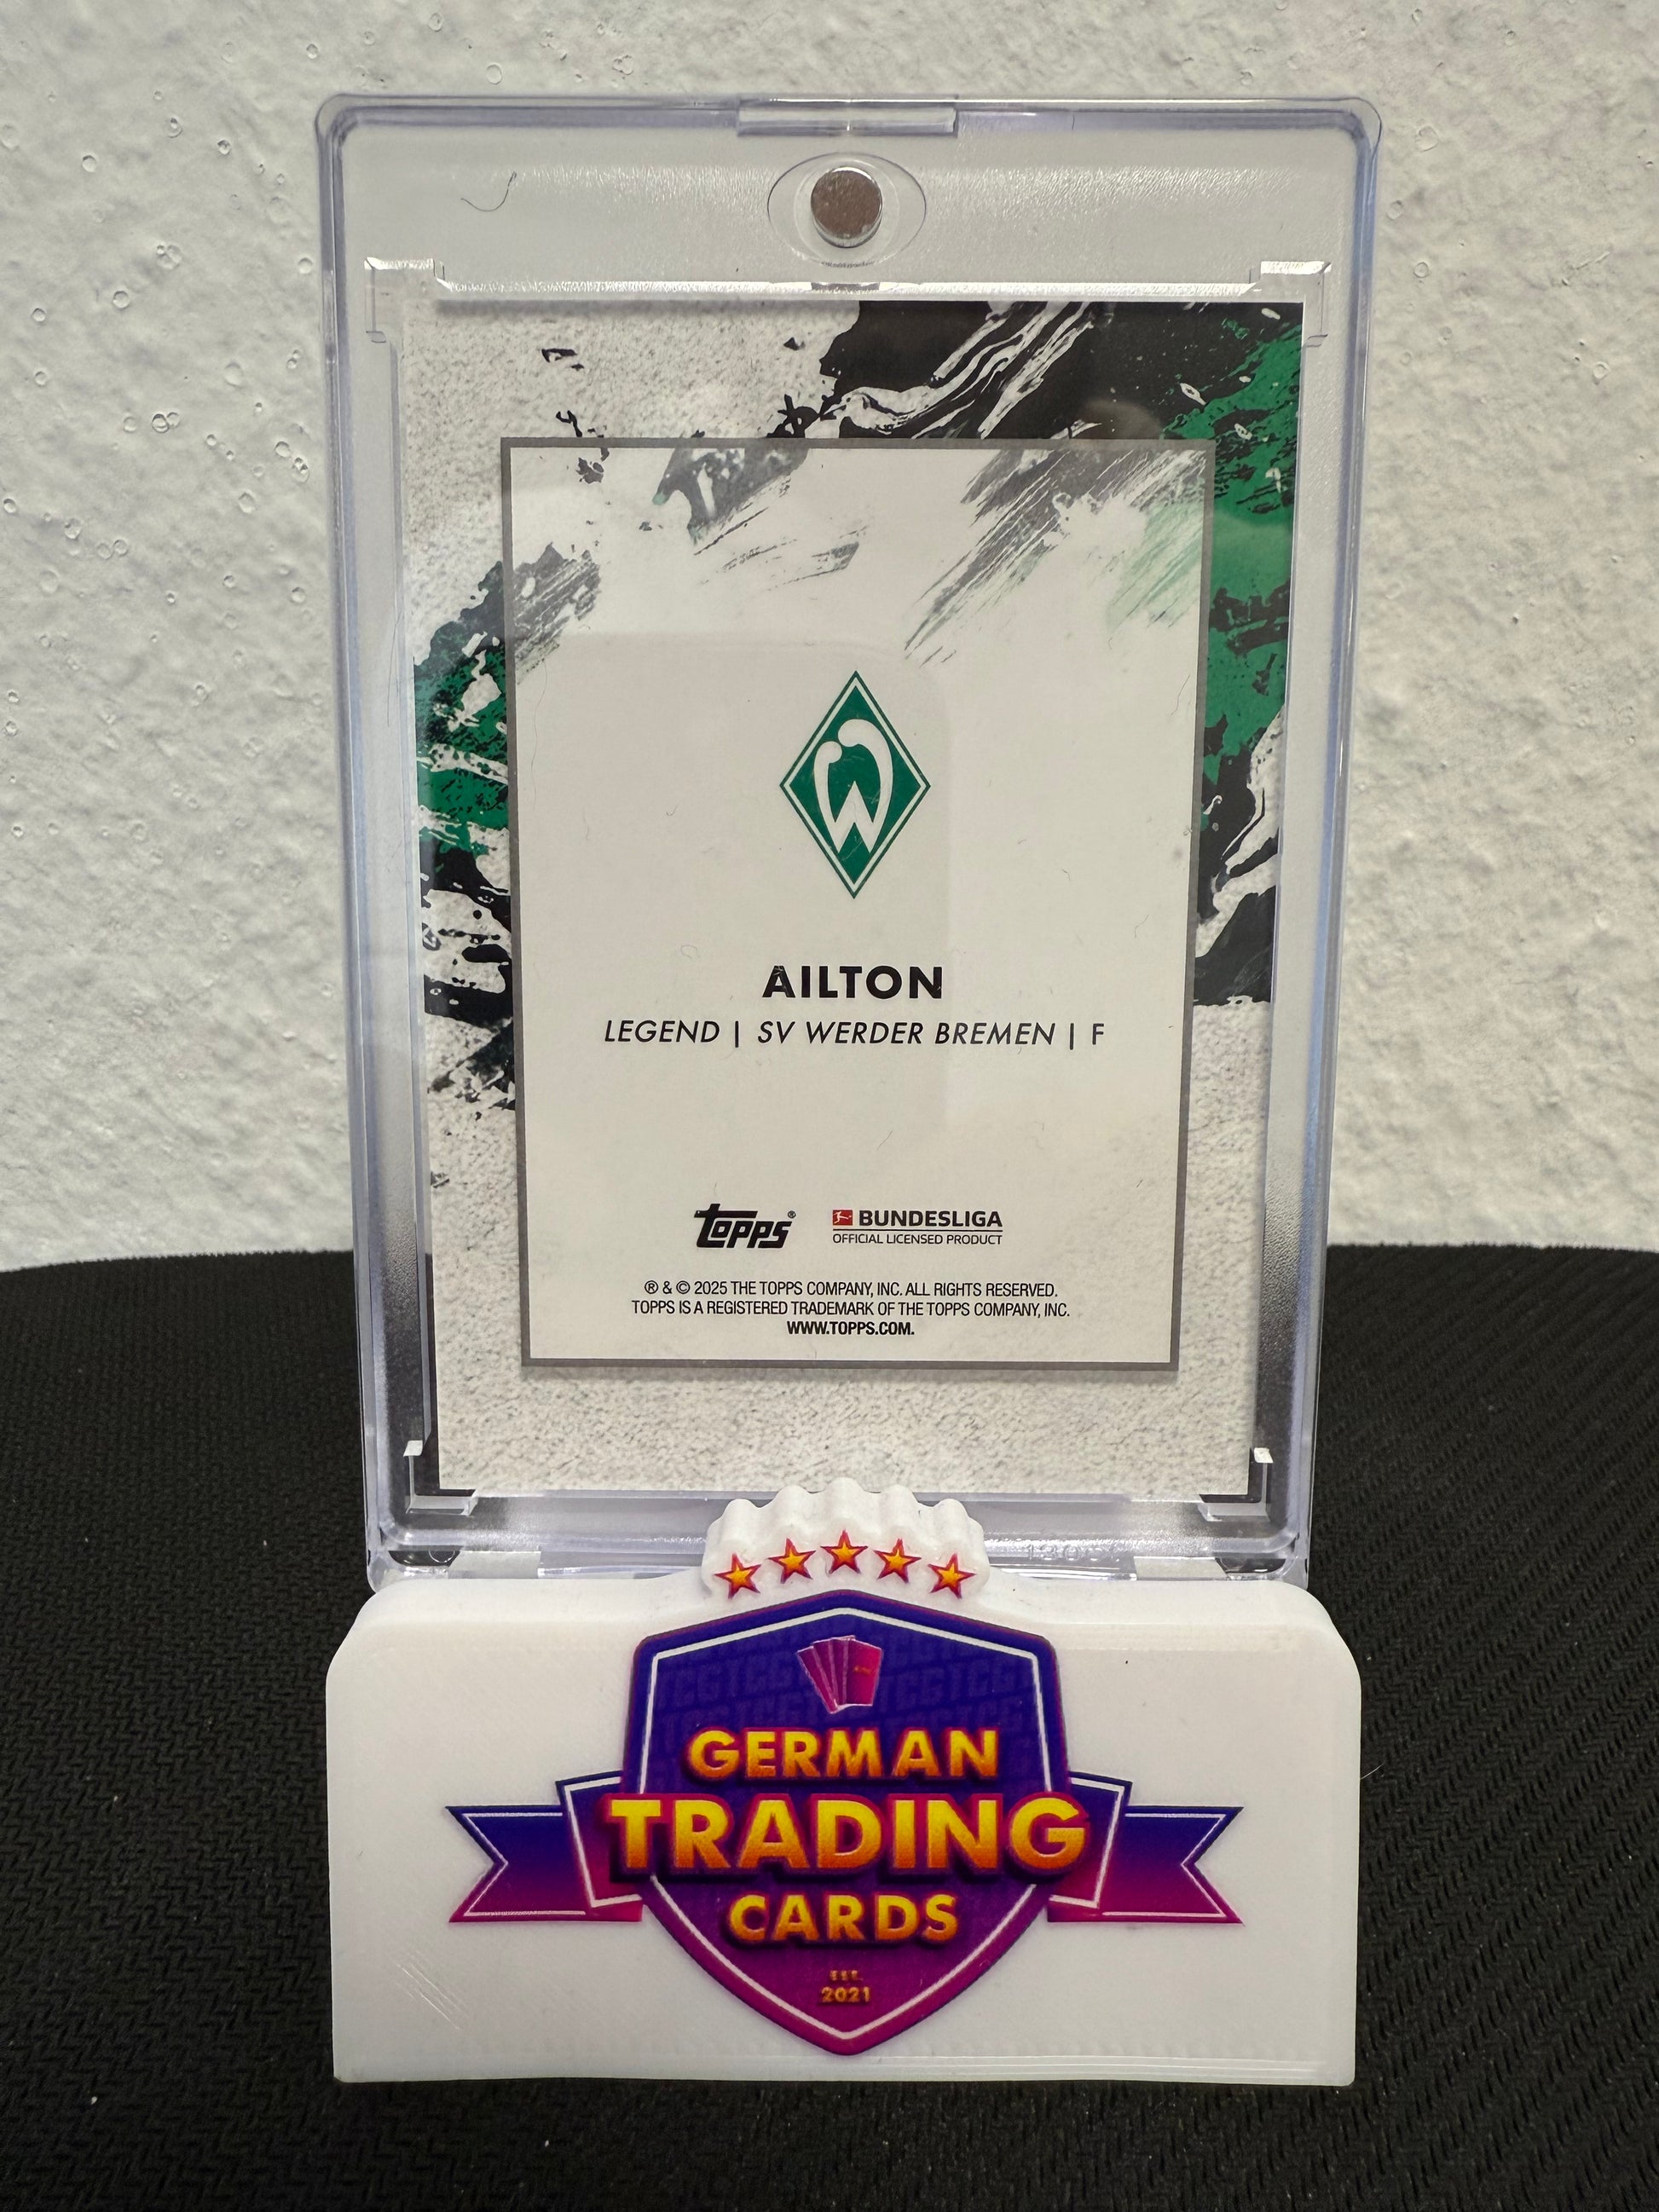 AILTON
LEGEND | SV WERDER BREMEN | F
Topps® BUNDESLIGA
OFFICIAL LICENSED PRODUCT
® & © 2025 THE TOPPS COMPANY, INC. ALL RIGHTS RESERVED.
TOPPS IS A REGISTERED TRADEMARK OF THE TOPPS COMPANY, INC.
WWW.TOPPS.COM.
GERMAN
TRADING
CARDS
EST.
2021